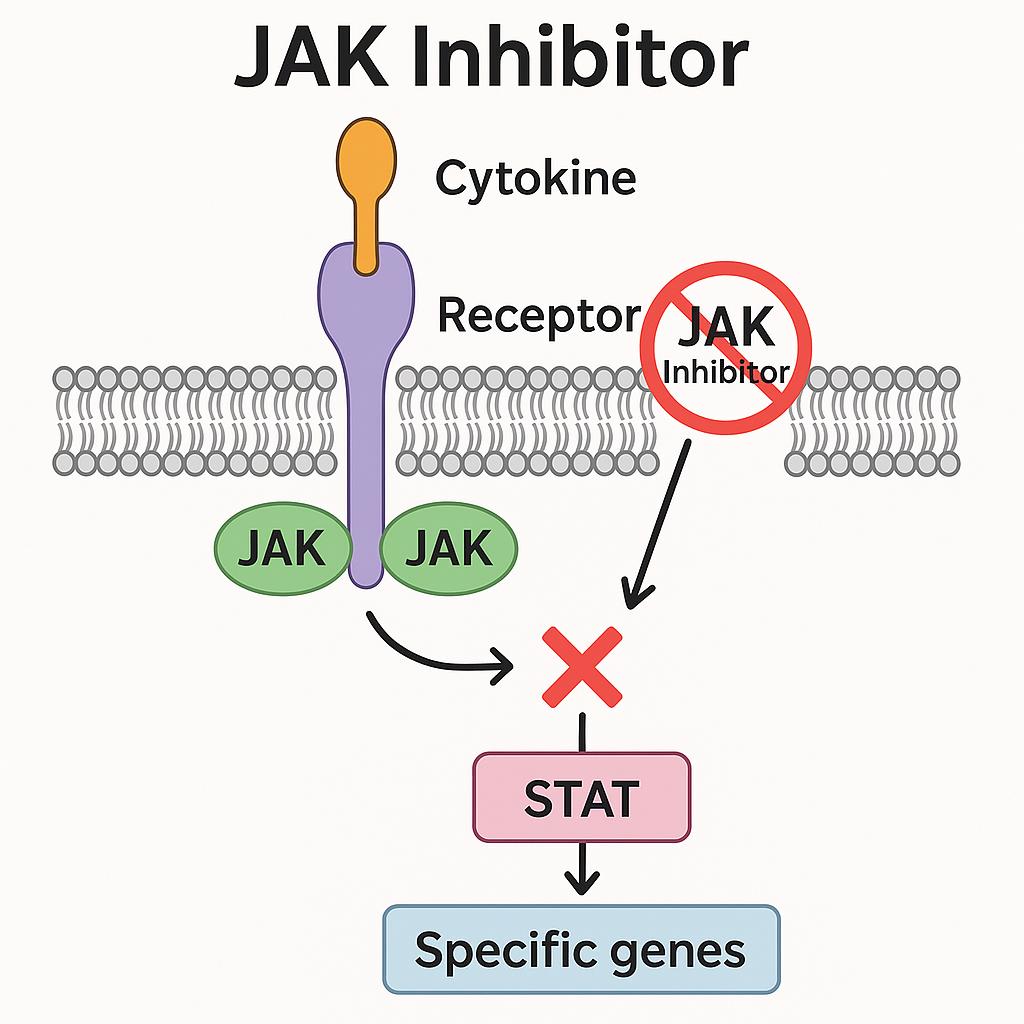 JAK Inhibitor
Cytokine
Receptor
JAK
Inhibitor
JAK
JAK
STAT
Specific genes